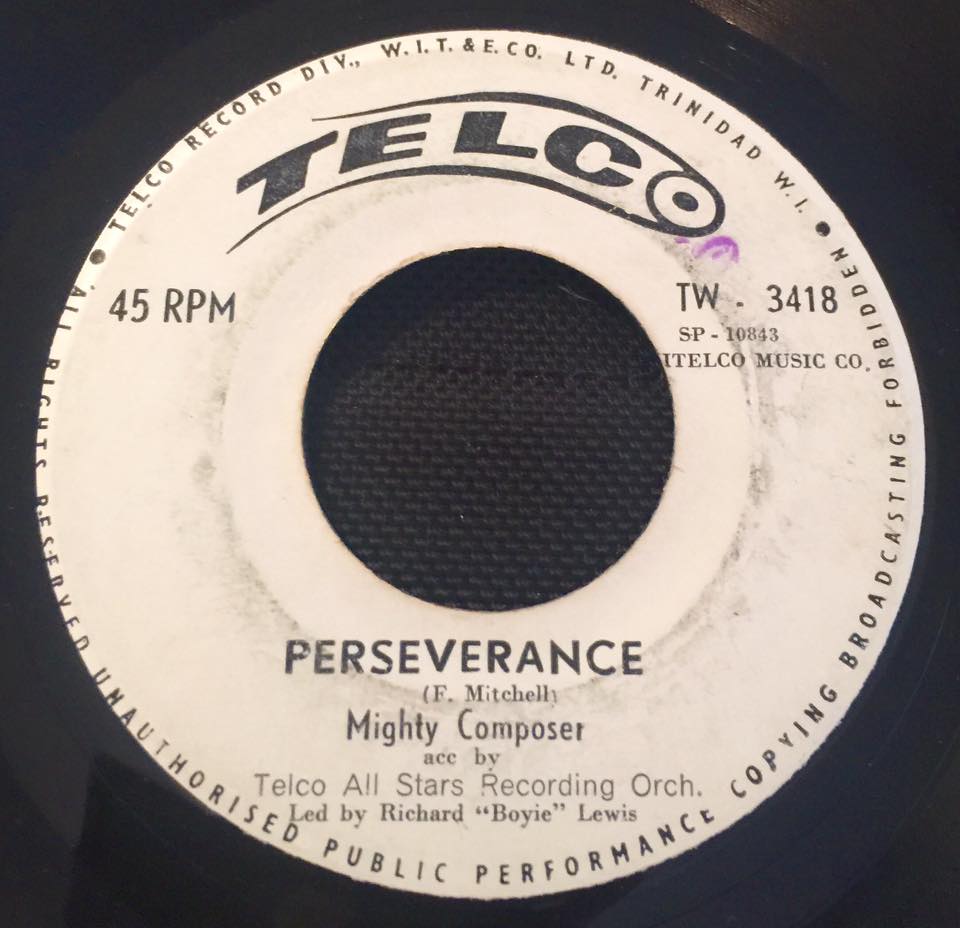 TELCO RECORD DIV., W.I.T. & E. CO. LTD. TRINIDAD W.I.
TELCO
45 RPM
TW - 3418
SP - 10843
ITELCO MUSIC CO.
PERSEVERANCE
(F. Mitchell)
Mighty Composer
acc by
Telco All Stars Recording Orch.
Led by Richard “Boyie” Lewis
ALL RIGHTS RESERVED UNAUTHORISED PUBLIC PERFORMANCE COPYING BROADCASTING FORBIDDEN